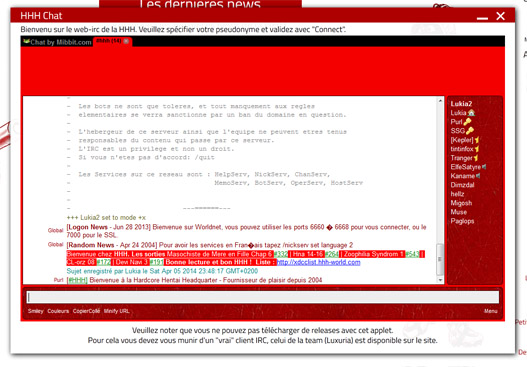 Les dernières news
HHH Chat
Bienvenu sur le web-irc de la HHH. Veuillez spécifier votre pseudonyme et validez avec "Connect".
Chat by Mibbit.com
- Les bots ne sont que toleres, et tout manquement aux regles
- elementaires se verra sanctionne par un ban du domaine en question.
-
- L'hebergeur de ce serveur ainsi que l'equipe ne peuvent etres tenus
- responsables du contenu qui passe par ce serveur.
- L'IRC est un privilege et non un droit.
- Si vous n'etes pas d'accord: /quit
-
- Les Services sur ce reseau sont : HelpServ, NickServ, ChanServ,
- MemoServ, BotServ, OperServ, HostServ
-
-
- ---======---
+++ Lukia2 set to mode +x
Global [Logon News - Jun 28 2013] Bienvenue sur Worldnet, vous pouvez utiliser les ports 6660 � 6668 pour vous connecter, ou le
7000 pour le SSL.
Global [Random News - Apr 24 2004] Pour avoir les services en Fran�ais tapez /nickserv set language 2
Bienvenue chez HHH. Les sorties Masochiste de Mere en Fille Chap 6 | Hna 14-16 | Zoophilia Syndrom 1 #543 |
CL-orz 08 #172 | Devi Navi 3 #191 Bonne lecture et bon HHH ! Liste : http://xdcclist.hhh-world.com
Sujet enregistré par Lukia le Sat Apr 05 2014 23:48:17 GMT+0200
Purl [#HHH] Bienvenue à la Hardcore Hentai Headquarter - Fournisseur de plaisir depuis 2004
Lukia2
Lukia
Purl
SSG
[Kepler]
tintinfox
Tranger
ElfeSatyre
Kaname
Dimzdal
hellz
Migosh
Muse
Paglops
Smiley Couleurs CopierCollé Minify URL Menu
Veuillez noter que vous ne pouvez pas télécharger de releases avec cet applet.
Pour cela vous devez vous munir d'un "vrai" client IRC, celui de la team (Luxuria) est disponible sur le site.